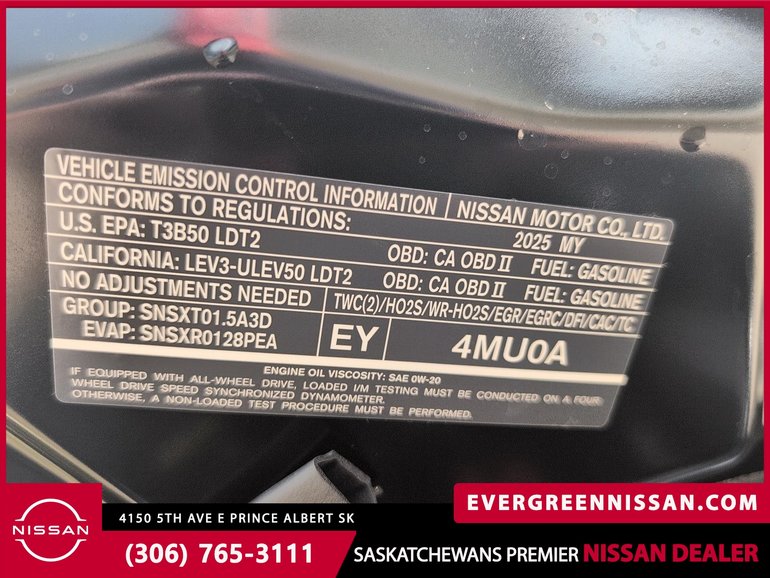 VEHICLE EMISSION CONTROL INFORMATION | NISSAN MOTOR CO., LTD.
CONFORMS TO REGULATIONS: 2025 MY
U.S. EPA: T3B50 LDT2 OBD: CA OBD II FUEL: GASOLINE
CALIFORNIA: LEV3-ULEV50 LDT2 OBD: CA OBD II FUEL: GASOLINE
NO ADJUSTMENTS NEEDED TWC(2)/HO2S/WR-HO2S/EGR/EGRC/DFI/CAC/TC
GROUP: SNSXT01.5A3D
EVAP: SNSXR0128PEA
EY
4MU0A
ENGINE OIL VISCOSITY: SAE 0W-20
IF EQUIPPED WITH ALL-WHEEL DRIVE, LOADED I/M TESTING MUST BE CONDUCTED ON A FOUR
WHEEL DRIVE SPEED SYNCHRONIZED DYNAMOMETER.
OTHERWISE, A NON-LOADED TEST PROCEDURE MUST BE PERFORMED.
NISSAN
4150 5TH AVE E PRINCE ALBERT SK
EVERGREENNISSAN.COM
(306) 765-3111
SASKATCHEWANS PREMIER NISSAN DEALER